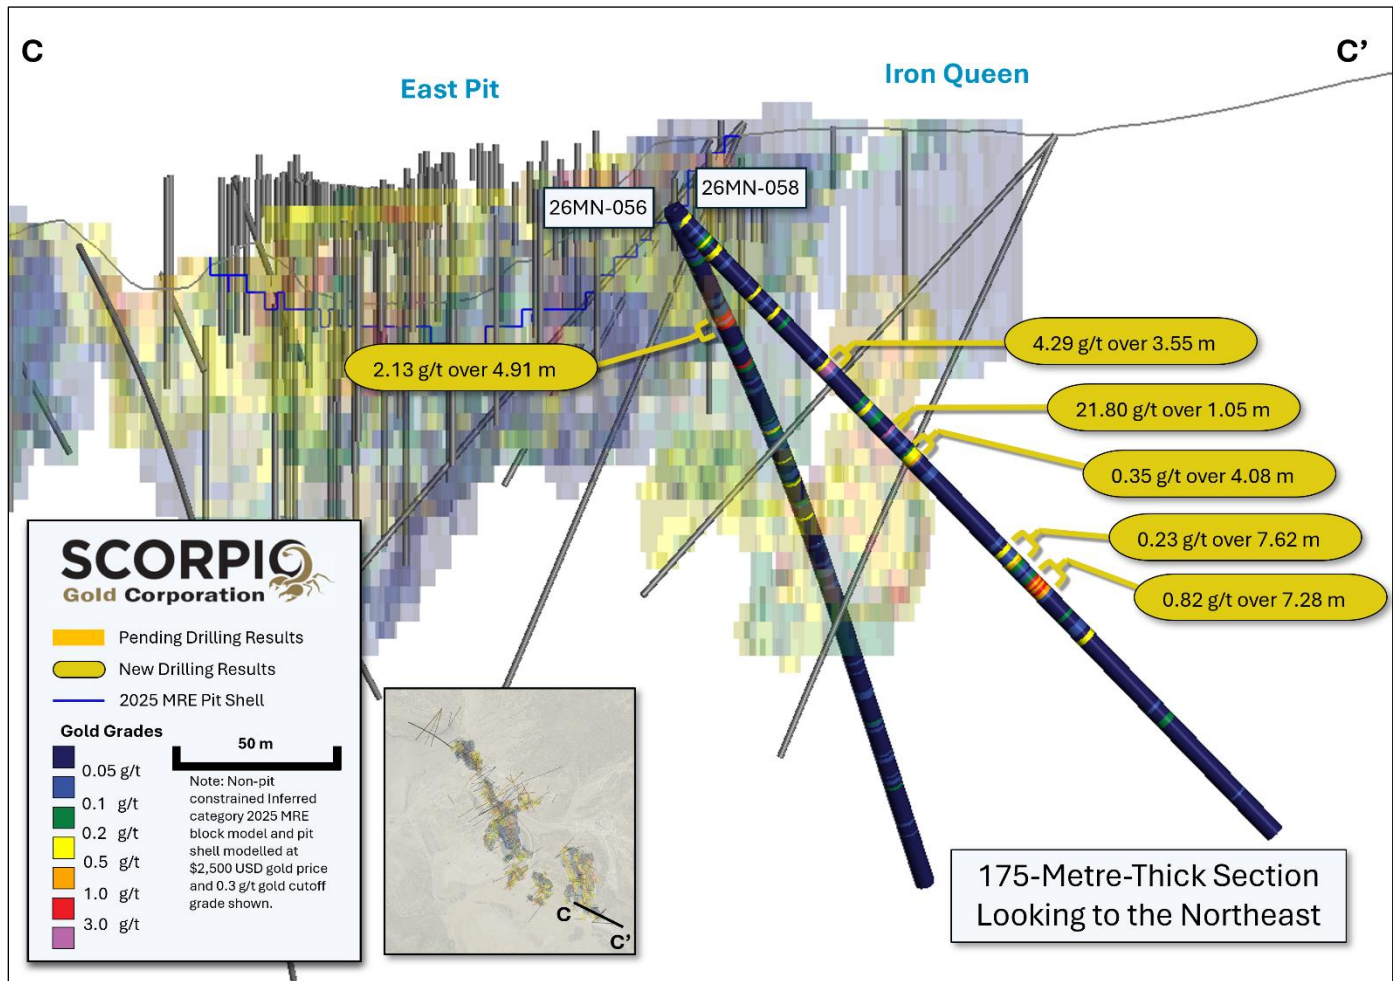 C
C’
East Pit
Iron Queen
26MN-056
26MN-058
2.13 g/t over 4.91 m
4.29 g/t over 3.55 m
21.80 g/t over 1.05 m
0.35 g/t over 4.08 m
0.23 g/t over 7.62 m
0.82 g/t over 7.28 m
SCORPIO
Gold Corporation
Pending Drilling Results
New Drilling Results
2025 MRE Pit Shell
Gold Grades
0.05 g/t
0.1 g/t
0.2 g/t
0.5 g/t
1.0 g/t
3.0 g/t
50 m
Note: Non-pit
constrained Inferred
category 2025 MRE
block model and pit
shell modelled at
$2,500 USD gold price
and 0.3 g/t gold cutoff
grade shown.
C
C’
175-Metre-Thick Section
Looking to the Northeast